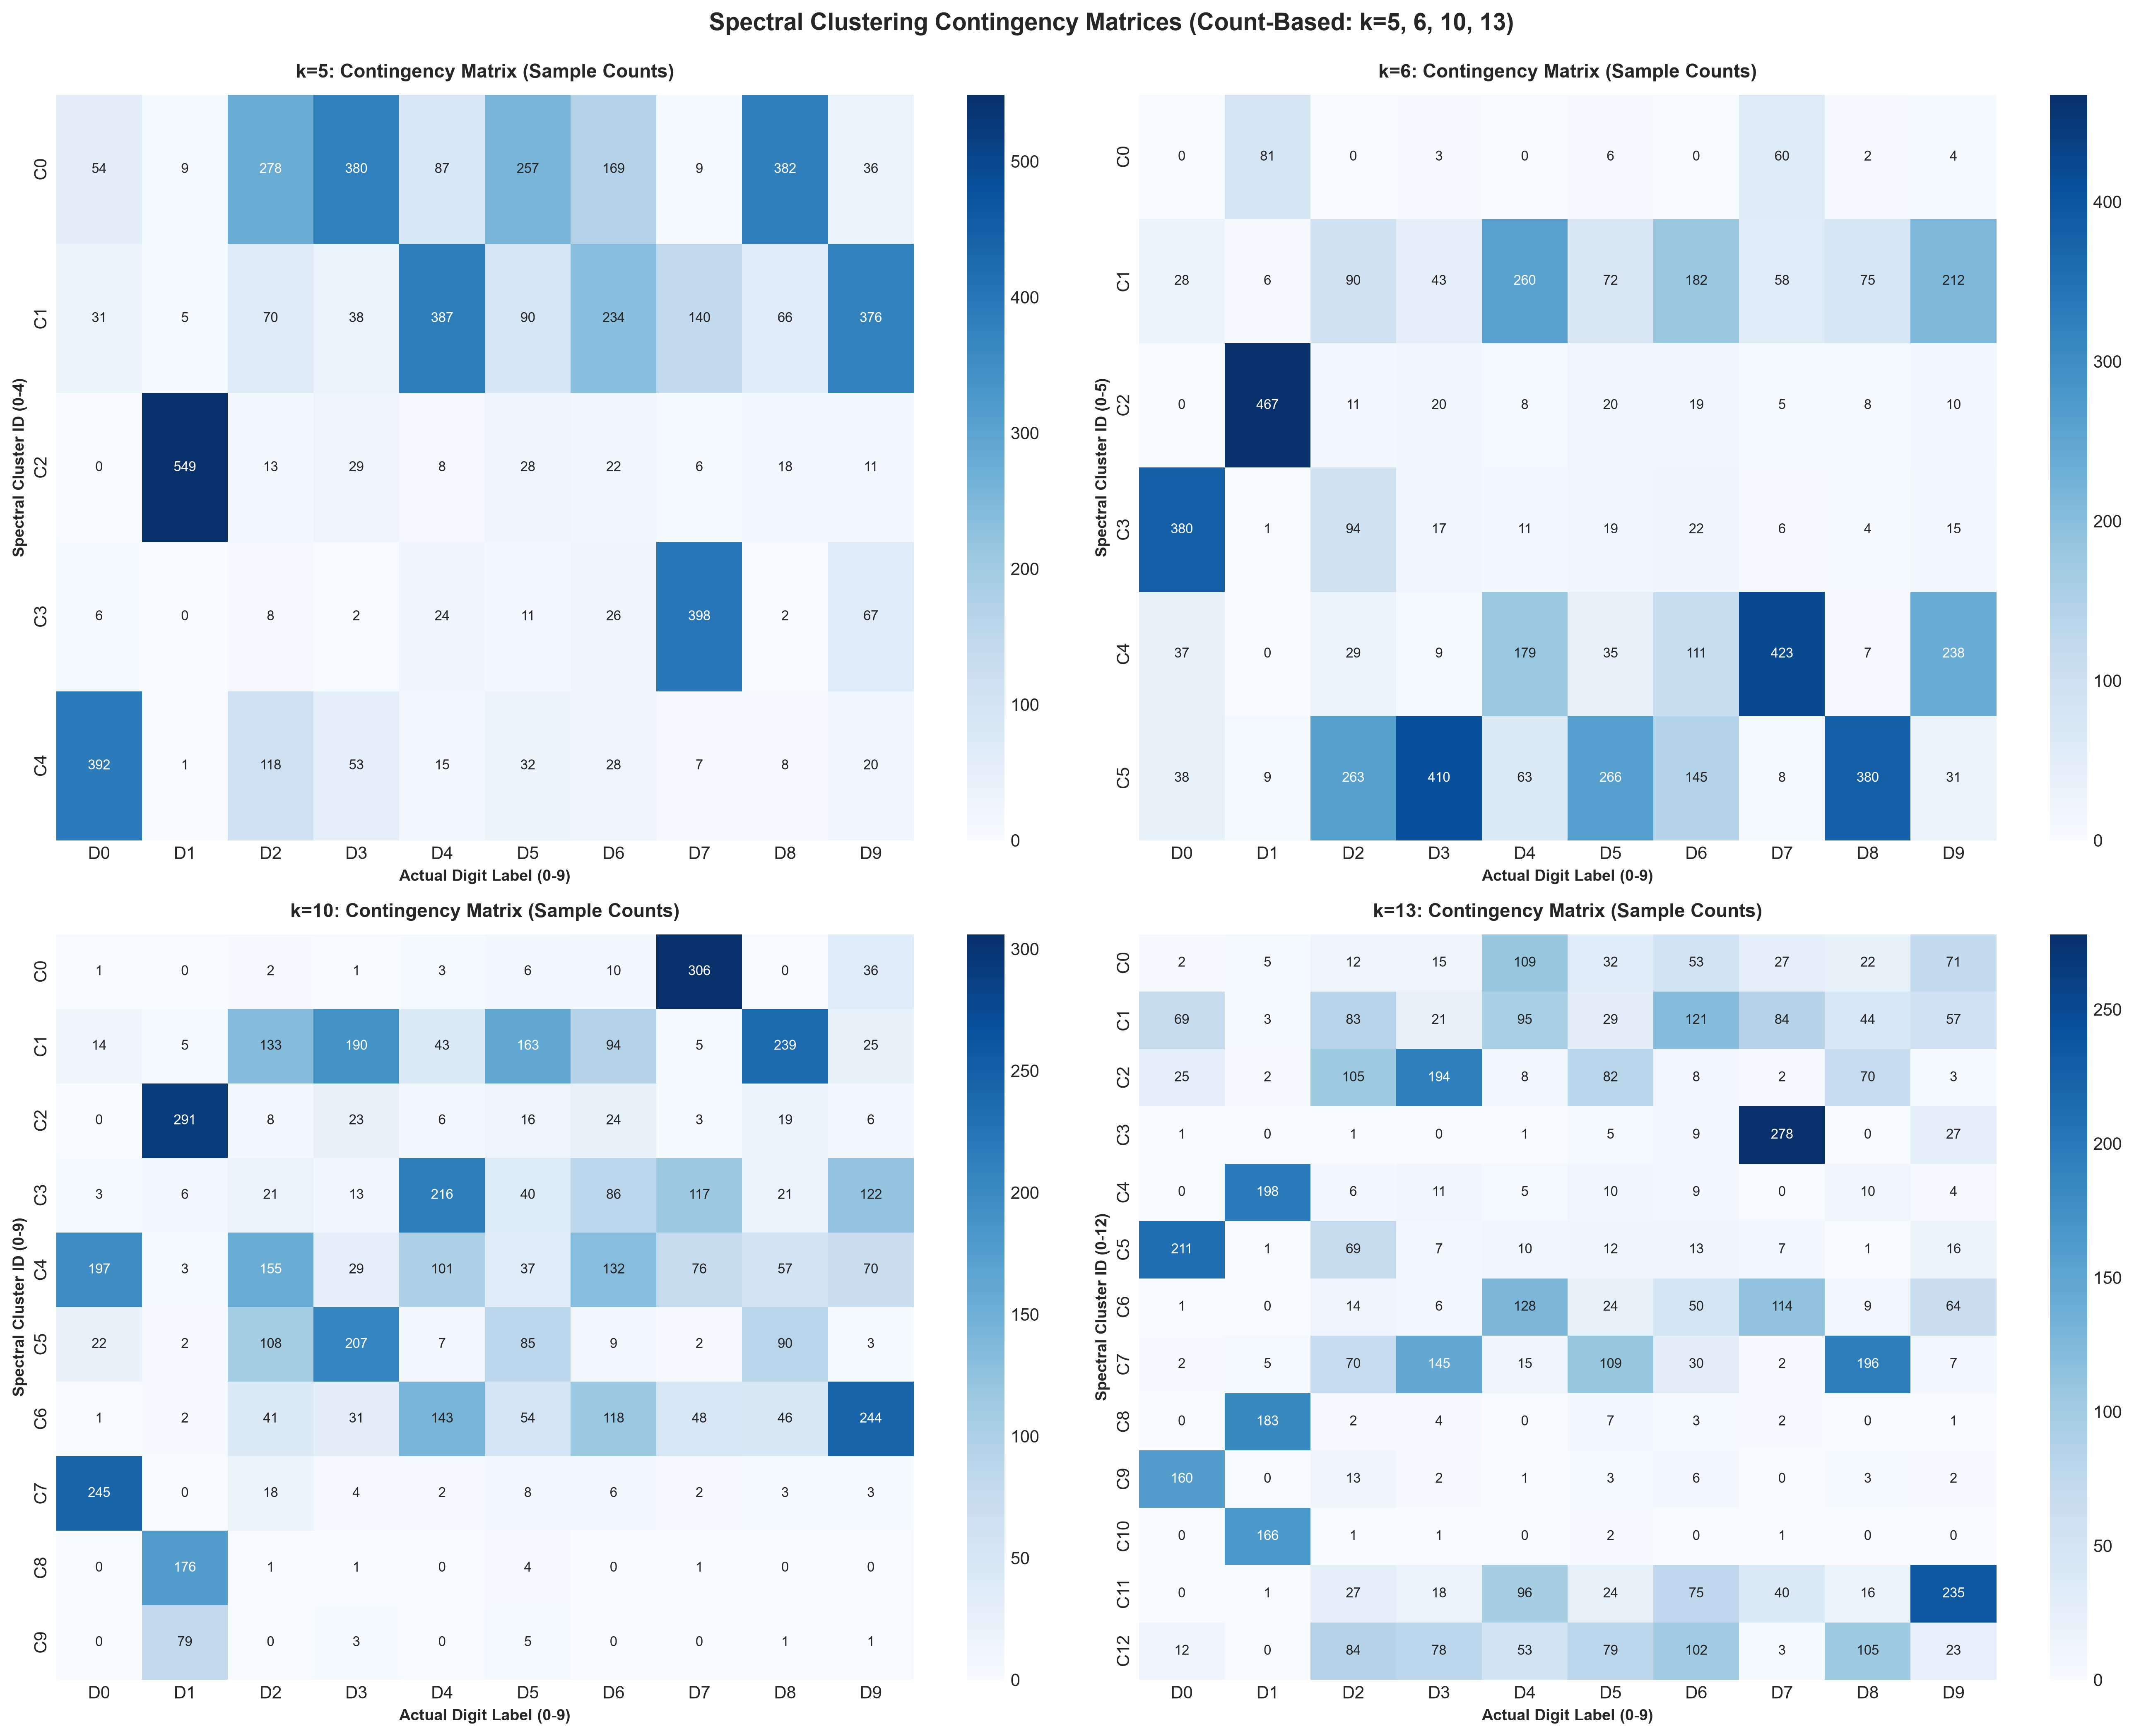 Spectral Clustering Contingency Matrices (Count-Based: k=5, 6, 10, 13)
k=5: Contingency Matrix (Sample Counts)
Spectral Cluster ID (0-4)
C0 54 9 278 380 87 257 169 9 382 36
C1 31 5 70 38 387 90 234 140 66 376
C2 0 549 13 29 8 28 22 6 18 11
C3 6 0 8 2 24 11 26 398 2 67
C4 392 1 118 53 15 32 28 7 8 20
D0 D1 D2 D3 D4 D5 D6 D7 D8 D9
Actual Digit Label (0-9)
500
400
300
200
100
0
k=6: Contingency Matrix (Sample Counts)
Spectral Cluster ID (0-5)
C0 0 81 0 3 0 6 0 60 2 4
C1 28 6 90 43 260 72 182 58 75 212
C2 0 467 11 20 8 20 19 5 8 10
C3 380 1 94 17 11 19 22 6 4 15
C4 37 0 29 9 179 35 111 423 7 238
C5 38 9 263 410 63 266 145 8 380 31
D0 D1 D2 D3 D4 D5 D6 D7 D8 D9
Actual Digit Label (0-9)
400
300
200
100
0
k=10: Contingency Matrix (Sample Counts)
Spectral Cluster ID (0-9)
C0 1 0 2 1 3 6 10 306 0 36
C1 14 5 133 190 43 163 94 5 239 25
C2 0 291 8 23 6 16 24 3 19 6
C3 3 6 21 13 216 40 86 117 21 122
C4 197 3 155 29 101 37 132 76 57 70
C5 22 2 108 207 7 85 9 2 90 3
C6 1 2 41 31 143 54 118 48 46 244
C7 245 0 18 4 2 8 6 2 3 3
C8 0 176 1 1 0 4 0 1 0 0
C9 0 79 0 3 0 5 0 0 1 1
D0 D1 D2 D3 D4 D5 D6 D7 D8 D9
Actual Digit Label (0-9)
300
250
200
150
100
50
0
k=13: Contingency Matrix (Sample Counts)
Spectral Cluster ID (0-12)
C0 2 5 12 15 109 32 53 27 22 71
C1 69 3 83 21 95 29 121 84 44 57
C2 25 2 105 194 8 82 8 2 70 3
C3 1 0 1 0 1 5 9 278 0 27
C4 0 198 6 11 5 10 9 0 10 4
C5 211 1 69 7 10 12 13 7 1 16
C6 1 0 14 6 128 24 50 114 9 64
C7 2 5 70 145 15 109 30 2 196 7
C8 0 183 2 4 0 7 3 2 0 1
C9 160 0 13 2 1 3 6 0 3 2
C10 0 166 1 1 0 2 0 1 0 0
C11 0 1 27 18 96 24 75 40 16 235
C12 12 0 84 78 53 79 102 3 105 23
D0 D1 D2 D3 D4 D5 D6 D7 D8 D9
Actual Digit Label (0-9)
250
200
150
100
50
0